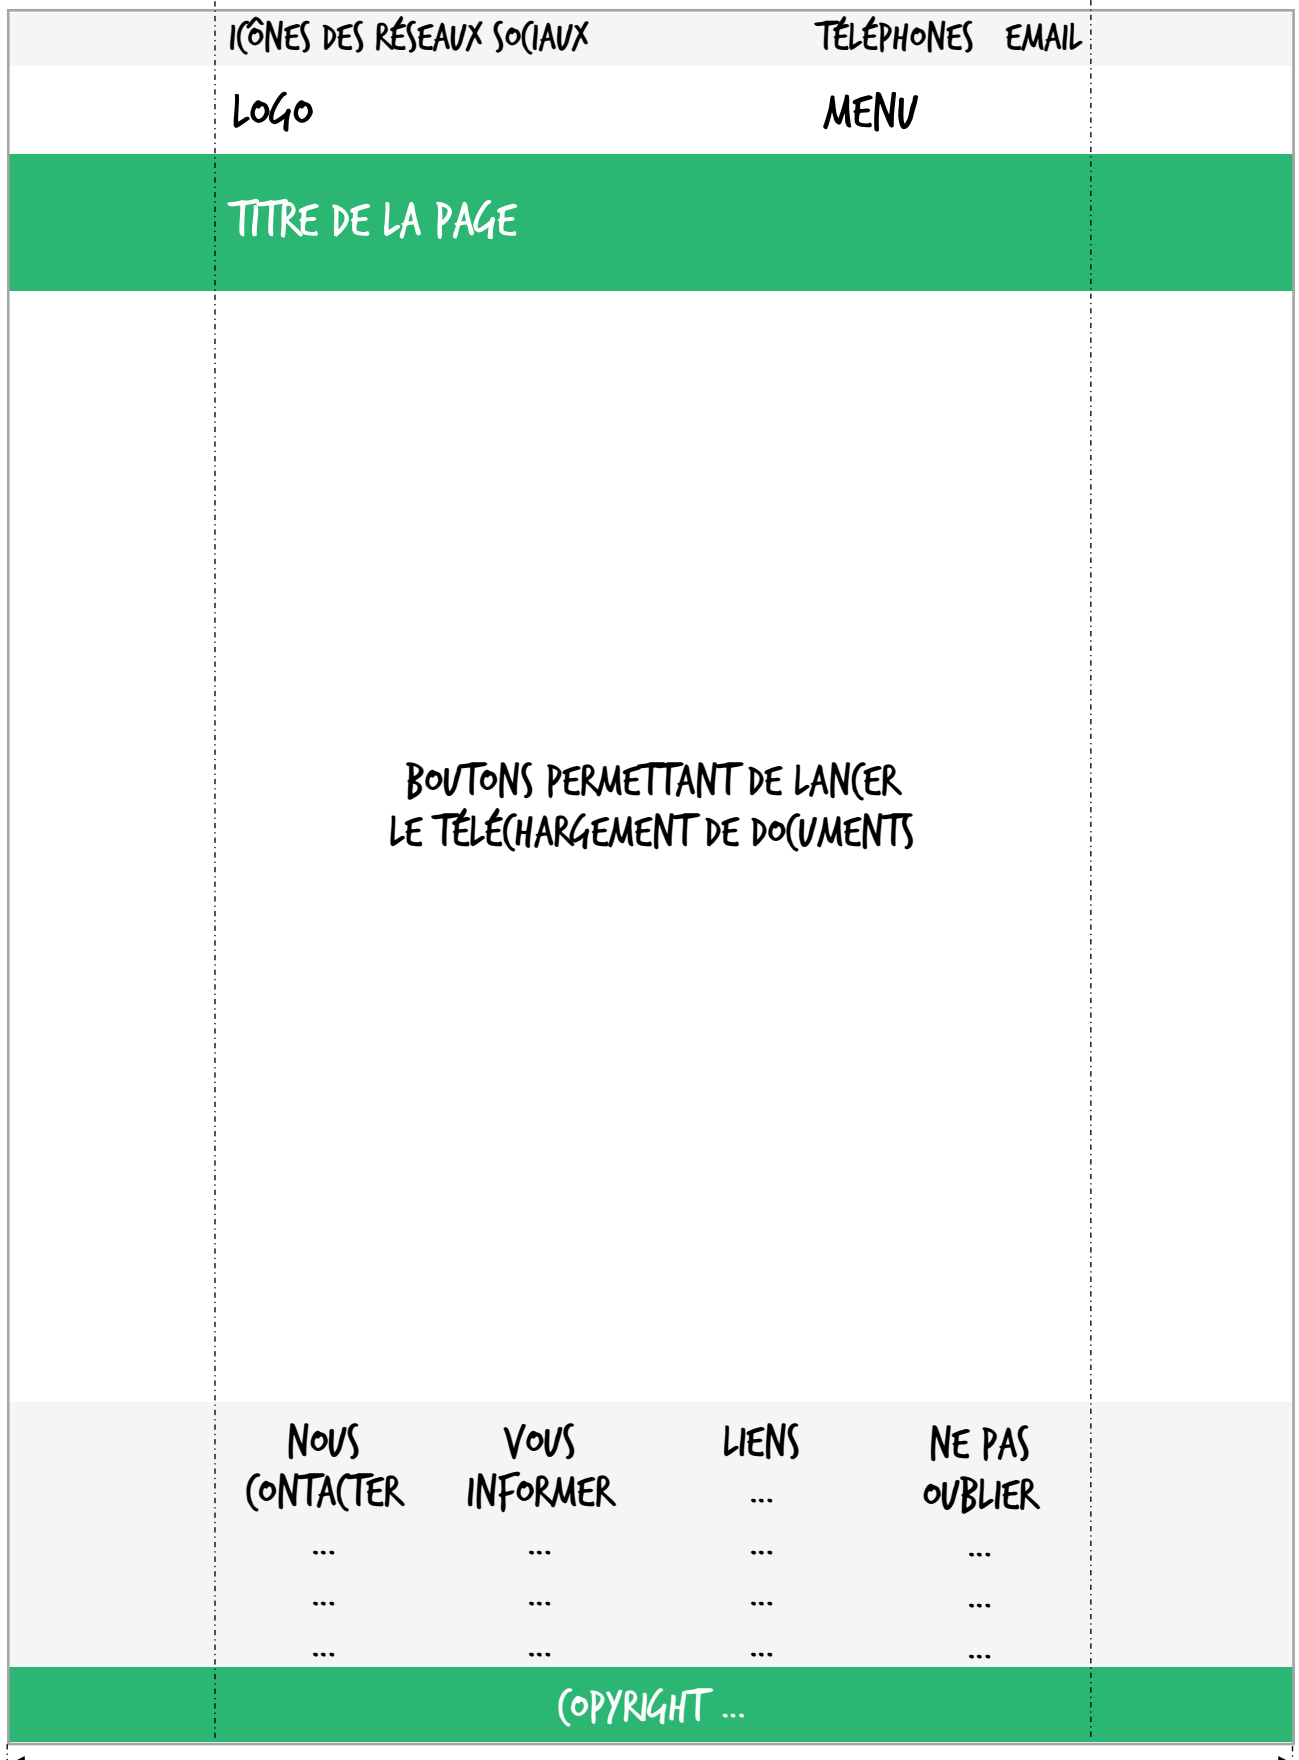 ICÔNES DES RÉSEAUX SOCIAUX TÉLÉPHONES EMAIL
LOGO MENU
TITRE DE LA PAGE
BOUTONS PERMETTANT DE LANCER
LE TÉLÉCHARGEMENT DE DOCUMENTS
NOUS
CONTACTER
...
...
...
VOUS
INFORMER
...
...
...
LIENS
...
...
...
...
NE PAS
OUBLIER
...
...
...
COPYRIGHT ...